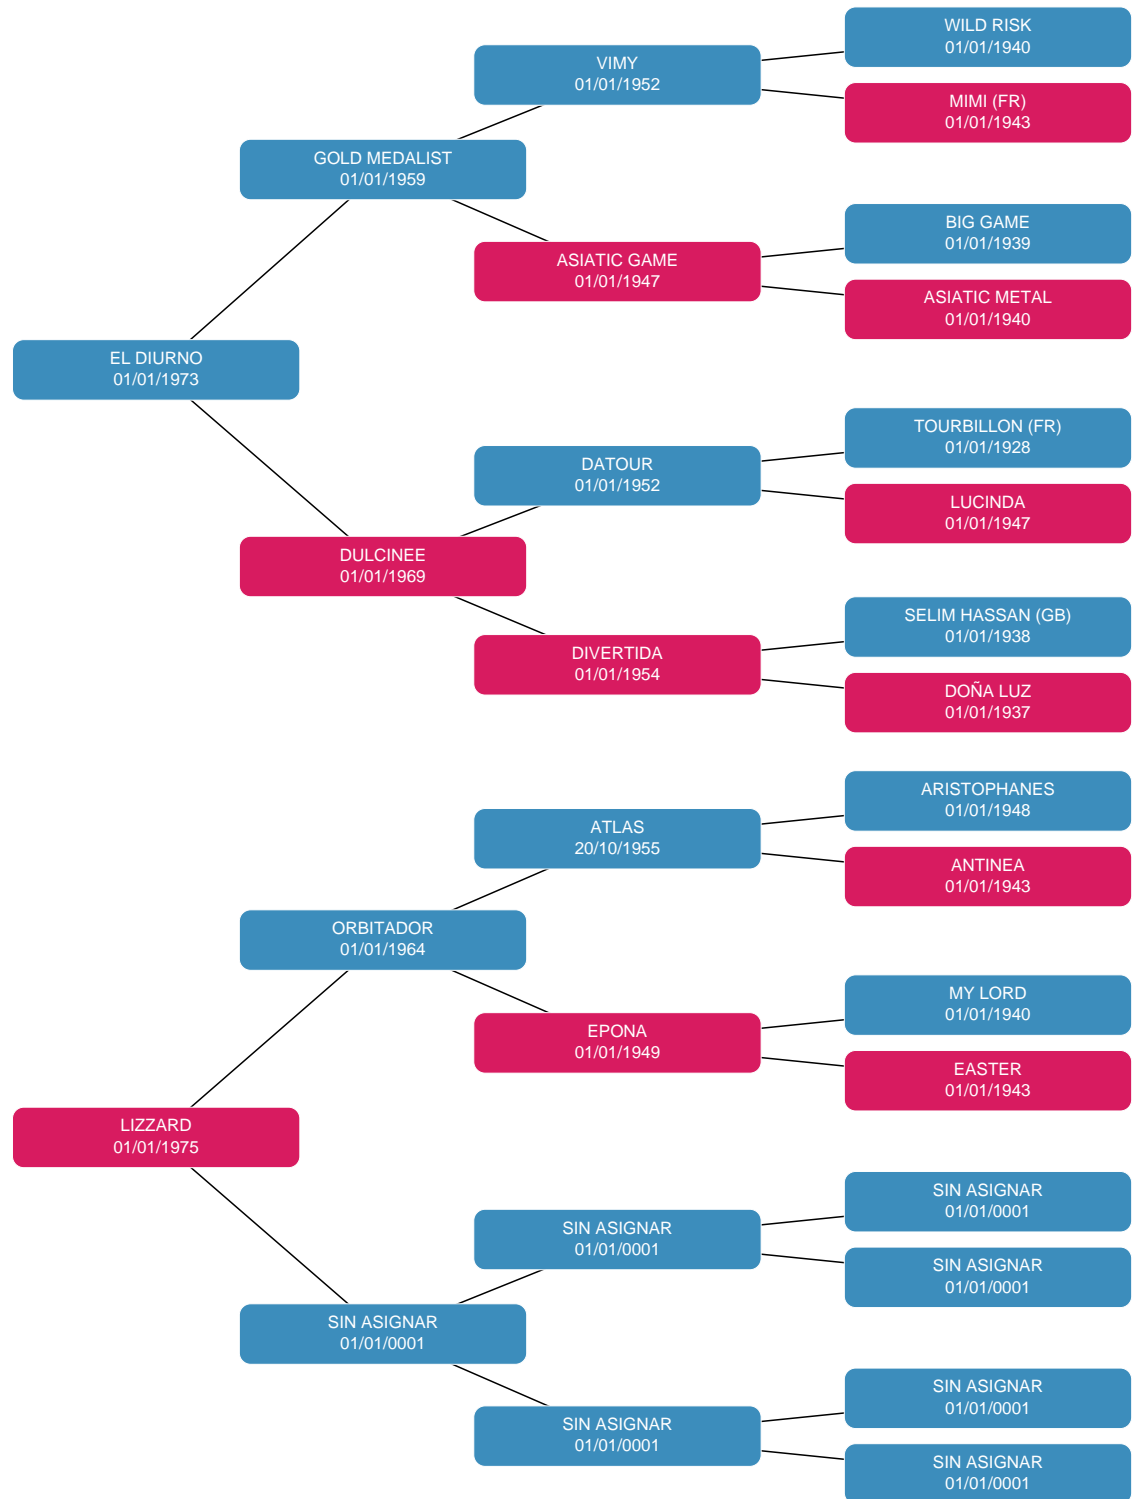 WILD RISK
01/01/1940
VIMY
01/01/1952
MIMI (FR)
01/01/1943
GOLD MEDALIST
01/01/1959
BIG GAME
01/01/1939
ASIATIC GAME
01/01/1947
ASIATIC METAL
01/01/1940
EL DIURNO
01/01/1973
TOURBILLON (FR)
01/01/1928
DATOUR
01/01/1952
LUCINDA
01/01/1947
DULCINEE
01/01/1969
SELIM HASSAN (GB)
01/01/1938
DIVERTIDA
01/01/1954
DOÑA LUZ
01/01/1937
ARISTOPHANES
01/01/1948
ATLAS
20/10/1955
ANTINEA
01/01/1943
ORBITADOR
01/01/1964
MY LORD
01/01/1940
EPONA
01/01/1949
EASTER
01/01/1943
LIZZARD
01/01/1975
SIN ASIGNAR
01/01/0001
SIN ASIGNAR
01/01/0001
SIN ASIGNAR
01/01/0001
SIN ASIGNAR
01/01/0001
SIN ASIGNAR
01/01/0001
SIN ASIGNAR
01/01/0001
SIN ASIGNAR
01/01/0001